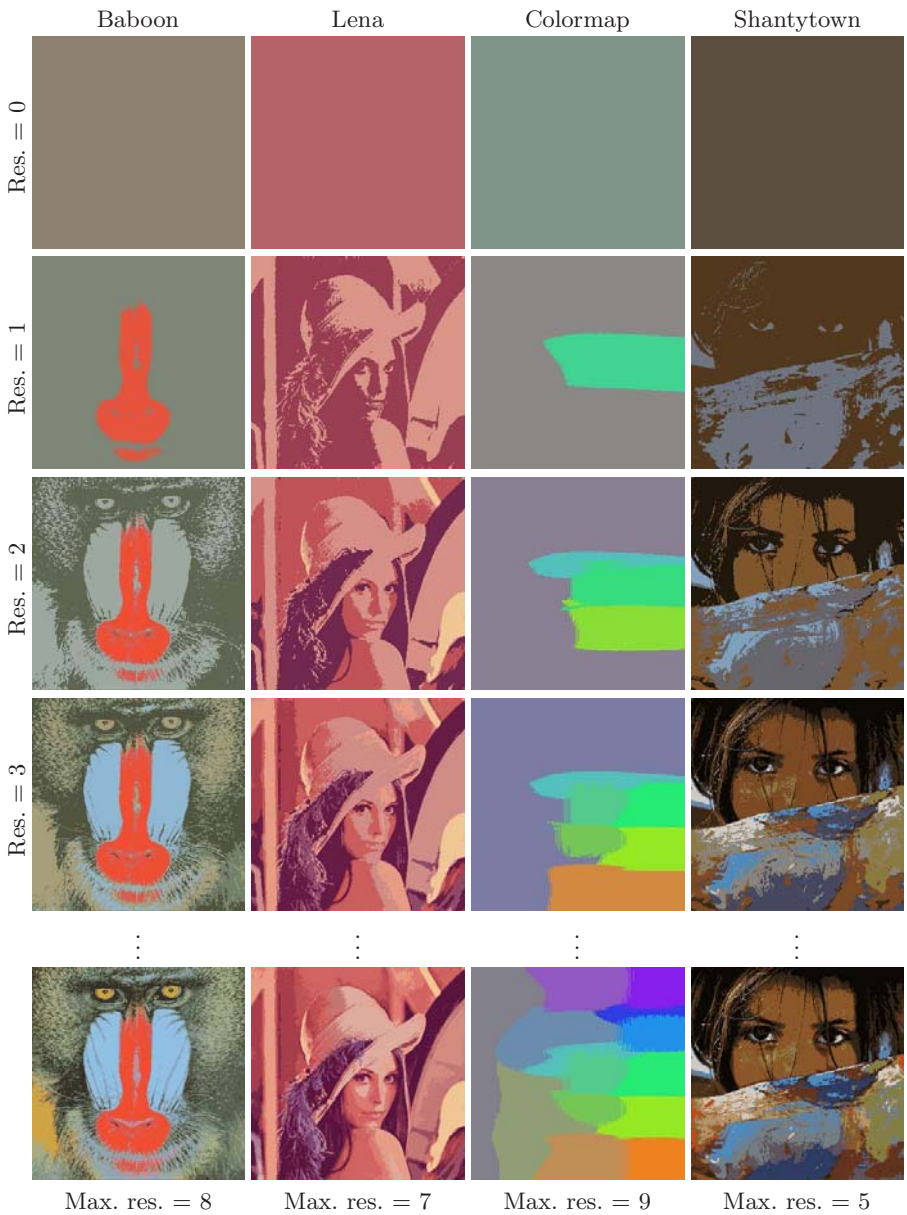 Baboon Lena Colormap Shantytown
Res. = 0
Res. = 1
Res. = 2
Res. = 3
Max. res. = 8 Max. res. = 7 Max. res. = 9 Max. res. = 5